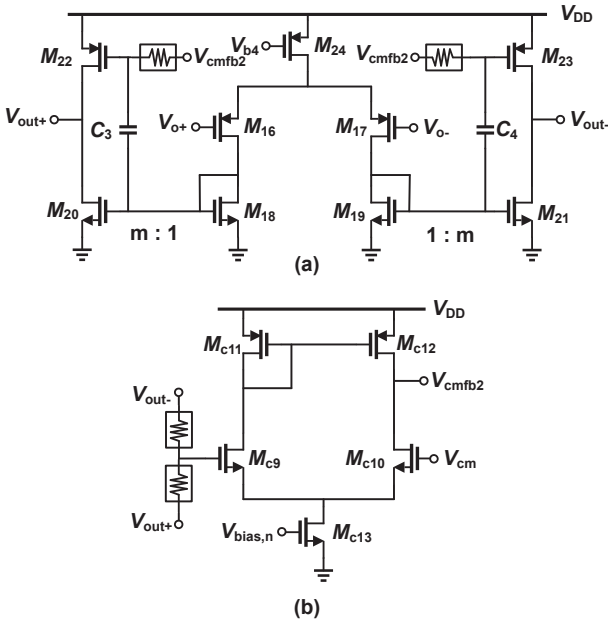 VDD
M22
Vcmfb2
Vb4
M24
Vcmfb2
M23
Vout+
C3
Vo+
M16
M17
Vo-
C4
Vout-
M20
M18
M19
M21
m : 1
1 : m
(a)
VDD
Mc11
Mc12
Vcmfb2
Vout-
Mc9
Mc10
Vcm
Vout+
Vbias,n
Mc13
(b)